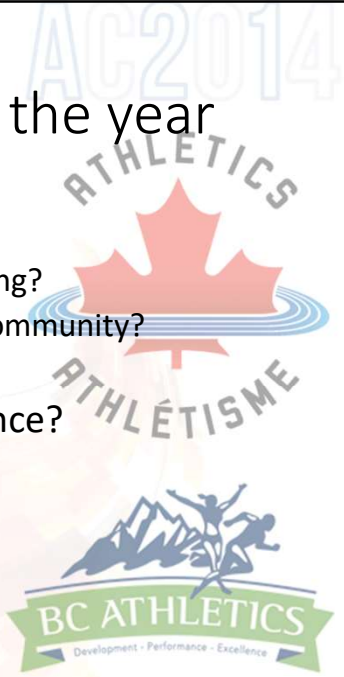 AC2014
the year
ATHLETICS
ng?
ommunity?
ATHLÉTISME
nce?
BC ATHLETICS
Development - Performance - Excellence